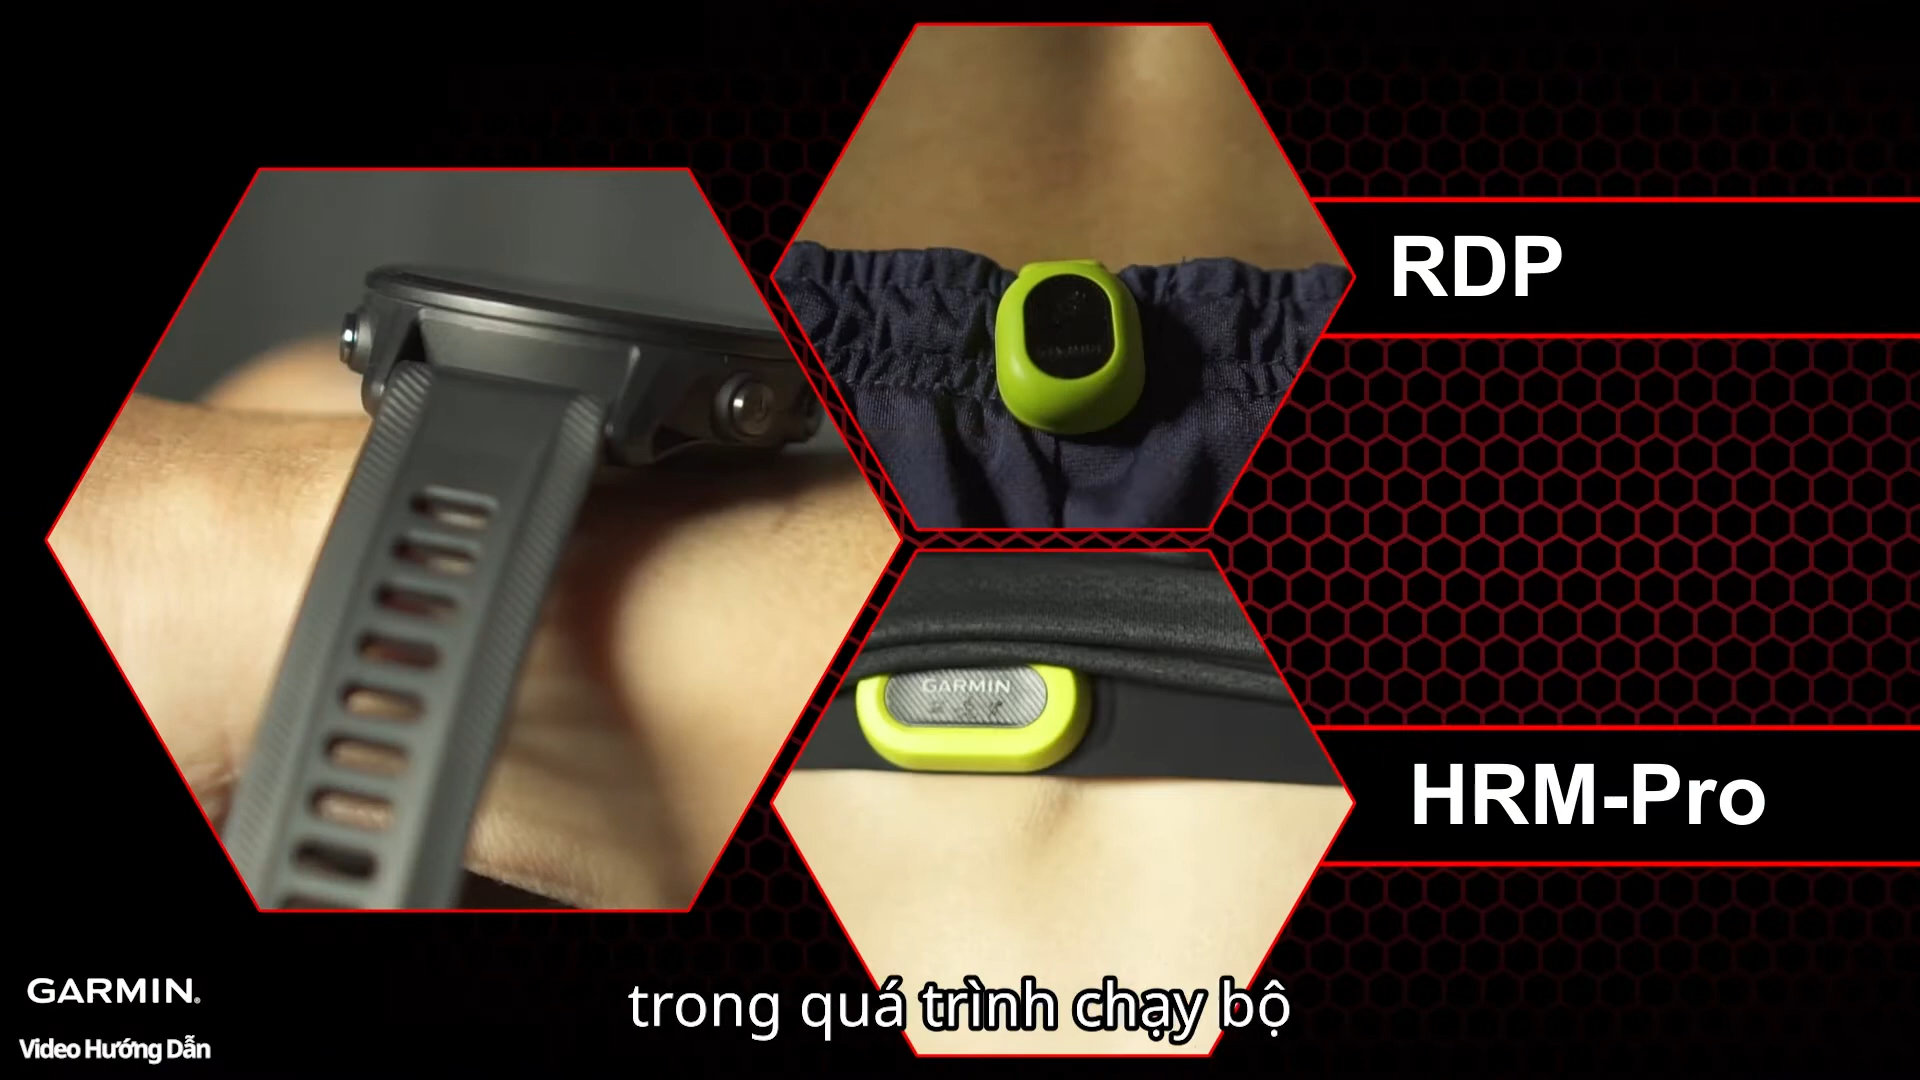 RDP
GARMIN
HRM-Pro
GARMIN®
Video Hướng Dẫn
trong quá trình chạy bộ